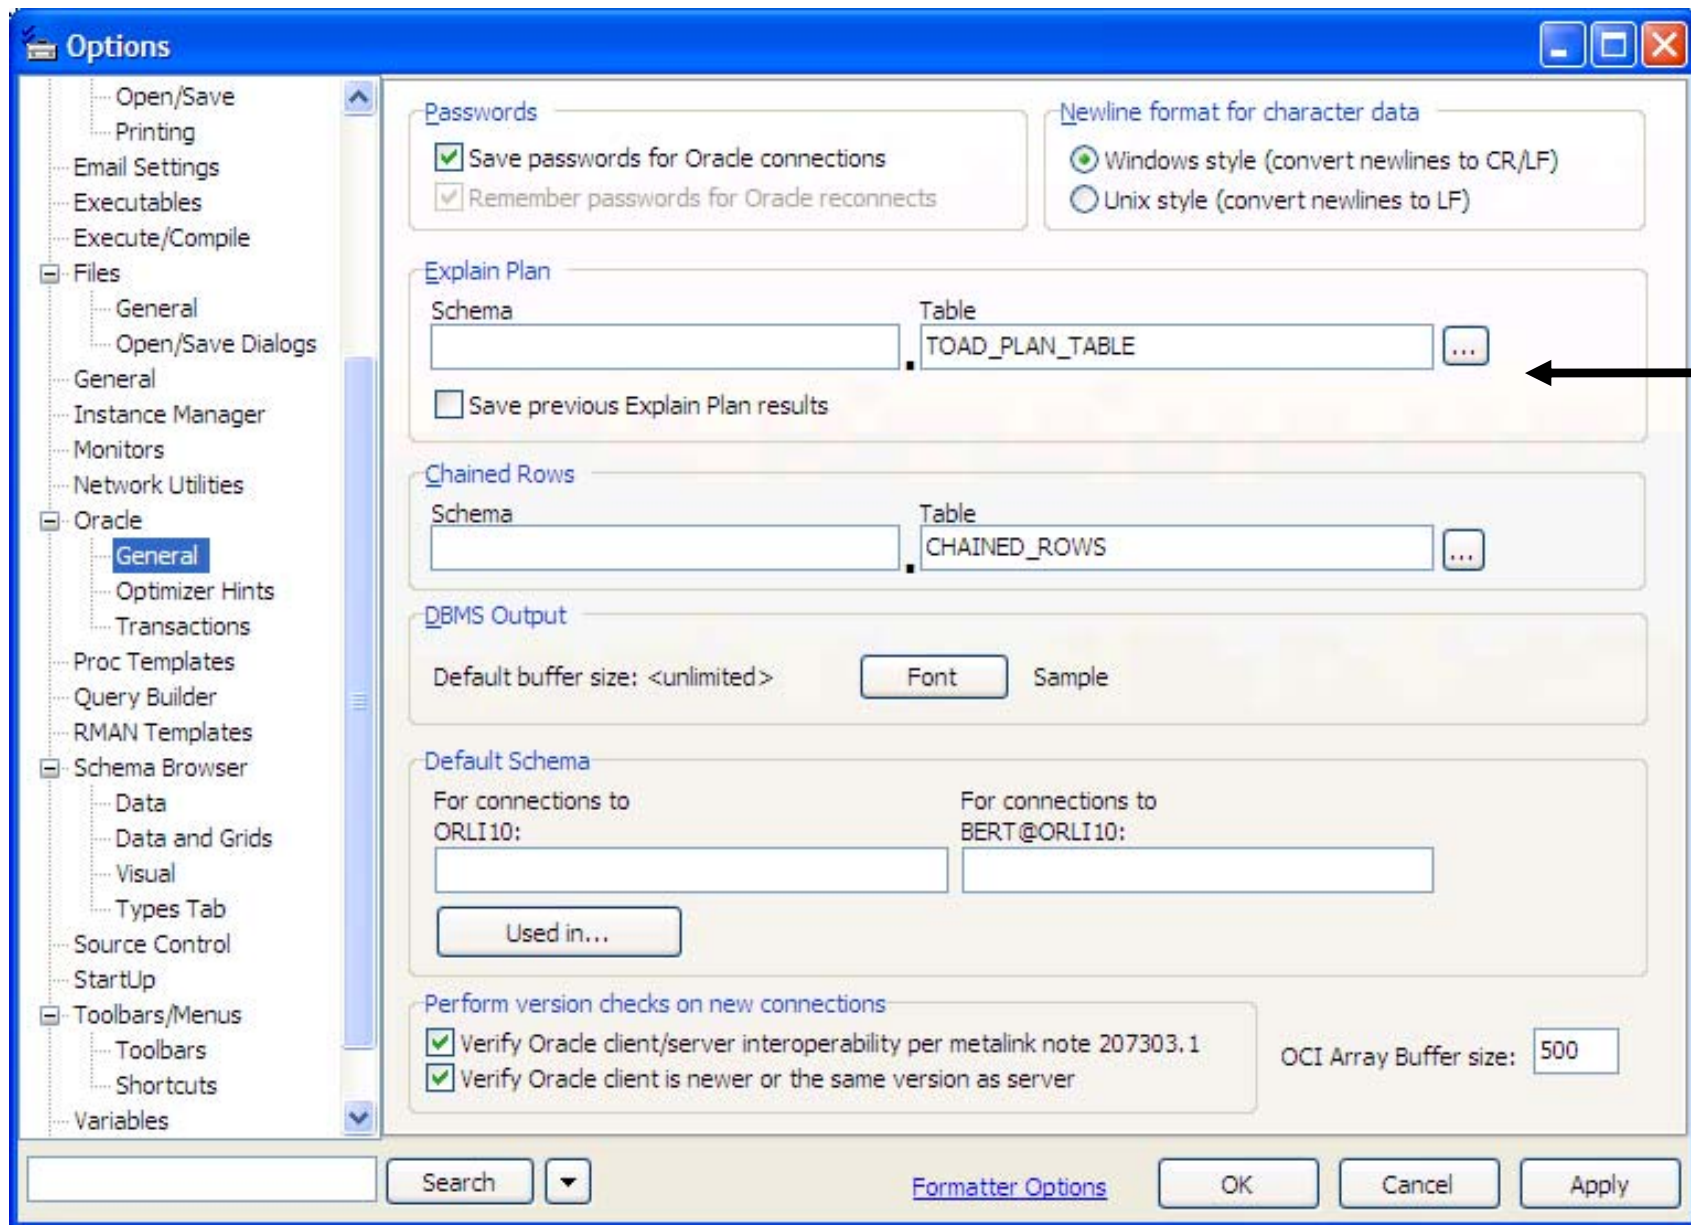 Options
Open/Save
Printing
Email Settings
Executables
Execute/Compile
Files
General
Open/Save Dialogs
General
Instance Manager
Monitors
Network Utilities
Oracle
General
Optimizer Hints
Transactions
Proc Templates
Query Builder
RMAN Templates
Schema Browser
Data
Data and Grids
Visual
Types Tab
Source Control
StartUp
Toolbars/Menus
Toolbars
Shortcuts
Variables
Passwords
Save passwords for Oracle connections
Remember passwords for Oracle reconnects
Newline format for character data
Windows style (convert newlines to CR/LF)
Unix style (convert newlines to LF)
Explain Plan
Schema
Table
. TOAD_PLAN_TABLE ...
Save previous Explain Plan results
Chained Rows
Schema
Table
. CHAINED_ROWS ...
DBMS Output
Default buffer size: <unlimited> Font Sample
Default Schema
For connections to
ORLI10:
For connections to
BERT@ORLI10:
Used in...
Perform version checks on new connections
Verify Oracle client/server interoperability per metalink note 207303.1
Verify Oracle client is newer or the same version as server
OCI Array Buffer size: 500
Search
Formatter Options
OK
Cancel
Apply